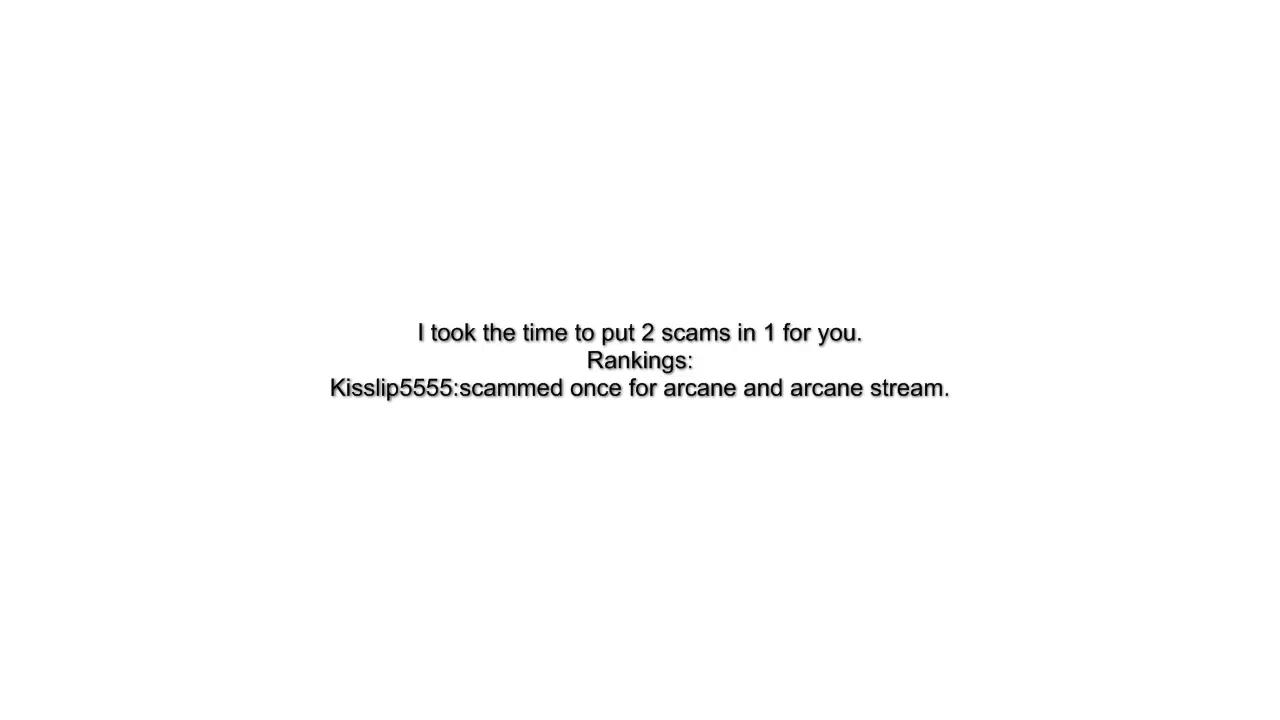 I took the time to put 2 scams in 1 for you.
Rankings:
Kisslip5555:scammed once for arcane and arcane stream.